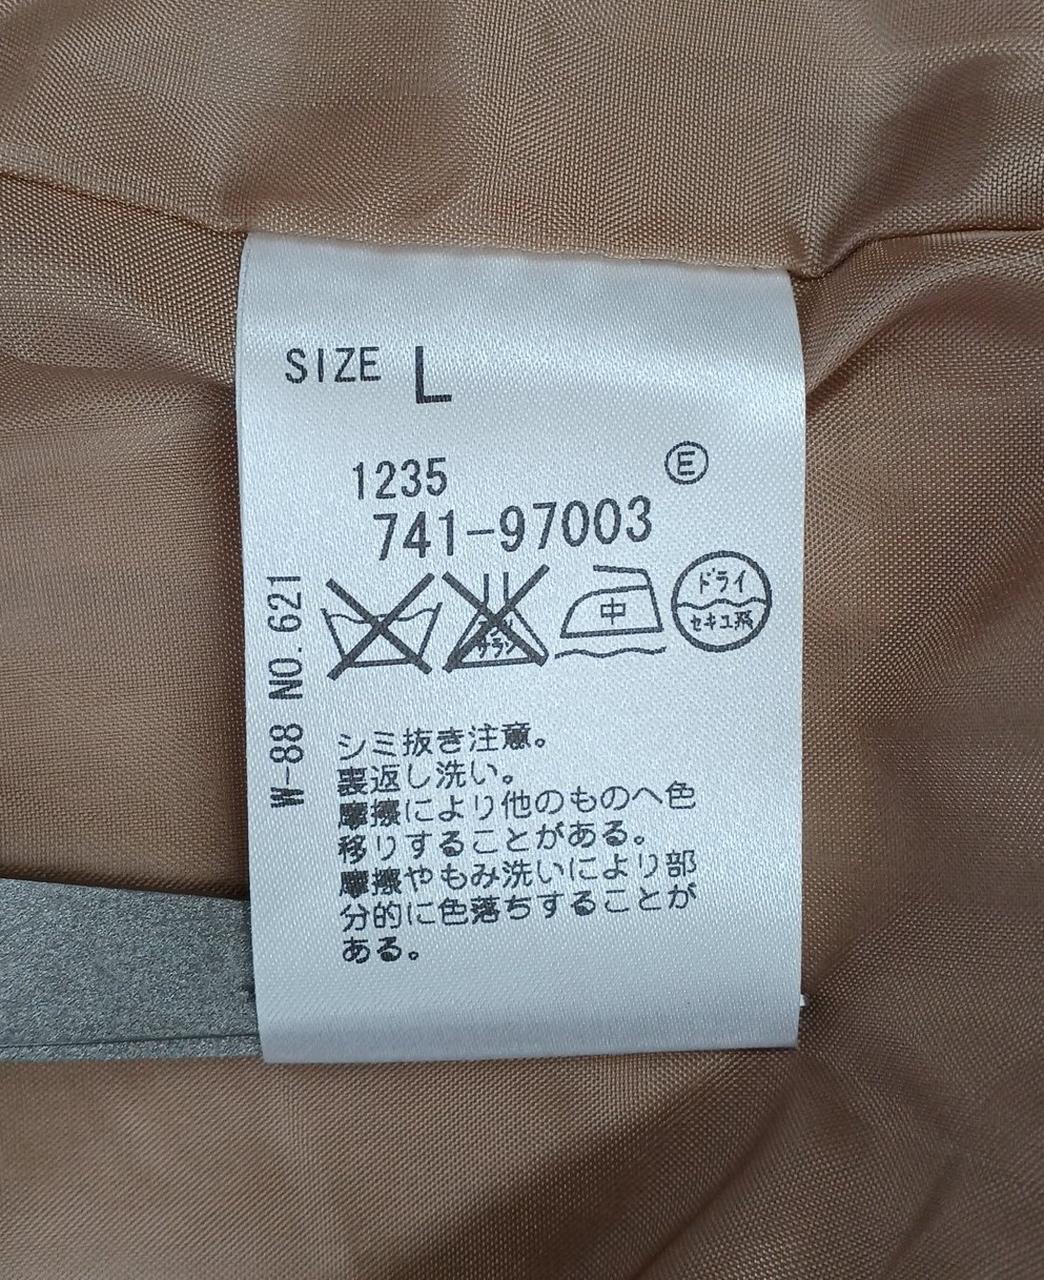 SIZE L
1235
E
741-97003
中
ドライ
セキユ系
W-88 NO.621
シミ抜き注意。
裏返し洗い。
摩擦により他のものへ色
移りすることがある。
摩擦やもみ洗いにより部
分的に色落ちすることが
ある。